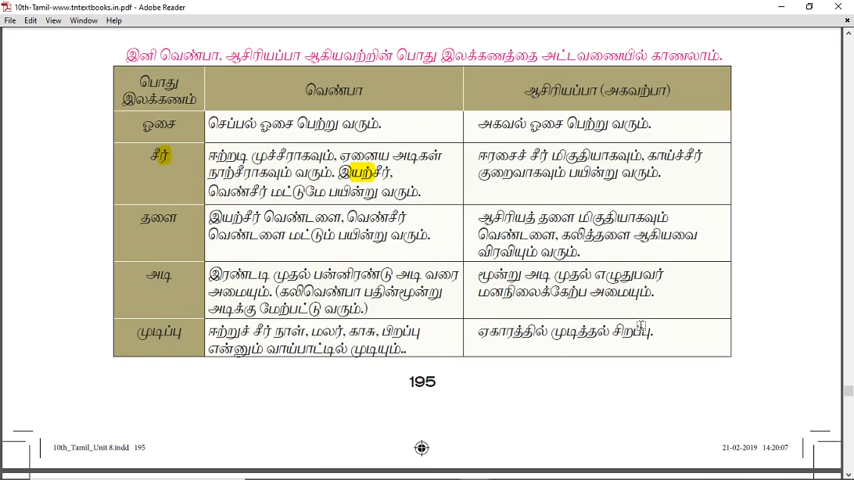 10th-Tamil-www.tntextbooks.in.pdf - Adobe Reader
File Edit View Window Help
இனி வெண்பா, ஆசிரியப்பா ஆகியவற்றின் பொது இலக்கணத்தை அட்டவணையில் காணலாம்.
பொது இலக்கணம்
வெண்பா
ஆசிரியப்பா (அகவற்பா)
ஓசை
செப்பல் ஓசை பெற்று வரும்.
அகவல் ஓசை பெற்று வரும்.
சீர்
ஈற்றடி முச்சீராகவும், ஏனைய அடிகள்
நாற்சீராகவும் வரும். இயற்சீர்,
வெண்சீர் மட்டுமே பயின்று வரும்.
ஈரசைச் சீர் மிகுதியாகவும், காய்ச்சீர்
குறைவாகவும் பயின்று வரும்.
தளை
இயற்சீர் வெண்டளை, வெண்சீர்
வெண்டளை மட்டும் பயின்று வரும்.
ஆசிரியத் தளை மிகுதியாகவும்
வெண்டளை, கலித்தளை ஆகியவை
விரவியும் வரும்.
அடி
இரண்டடி முதல் பன்னிரண்டு அடி வரை
அமையும். (கலிவெண்பா பதின்மூன்று
அடிக்கு மேற்பட்டு வரும்.)
மூன்று அடி முதல் எழுதுபவர்
மனநிலைக்கேற்ப அமையும்.
முடிப்பு
ஈற்றுச் சீர் நாள், மலர், காசு, பிறப்பு
என்னும் வாய்பாட்டில் முடியும்..
ஏகாரத்தில் முடித்தல் சிறப்பு.
195
10th_Tamil_Unit 8.indd 195
21-02-2019 14:20:07